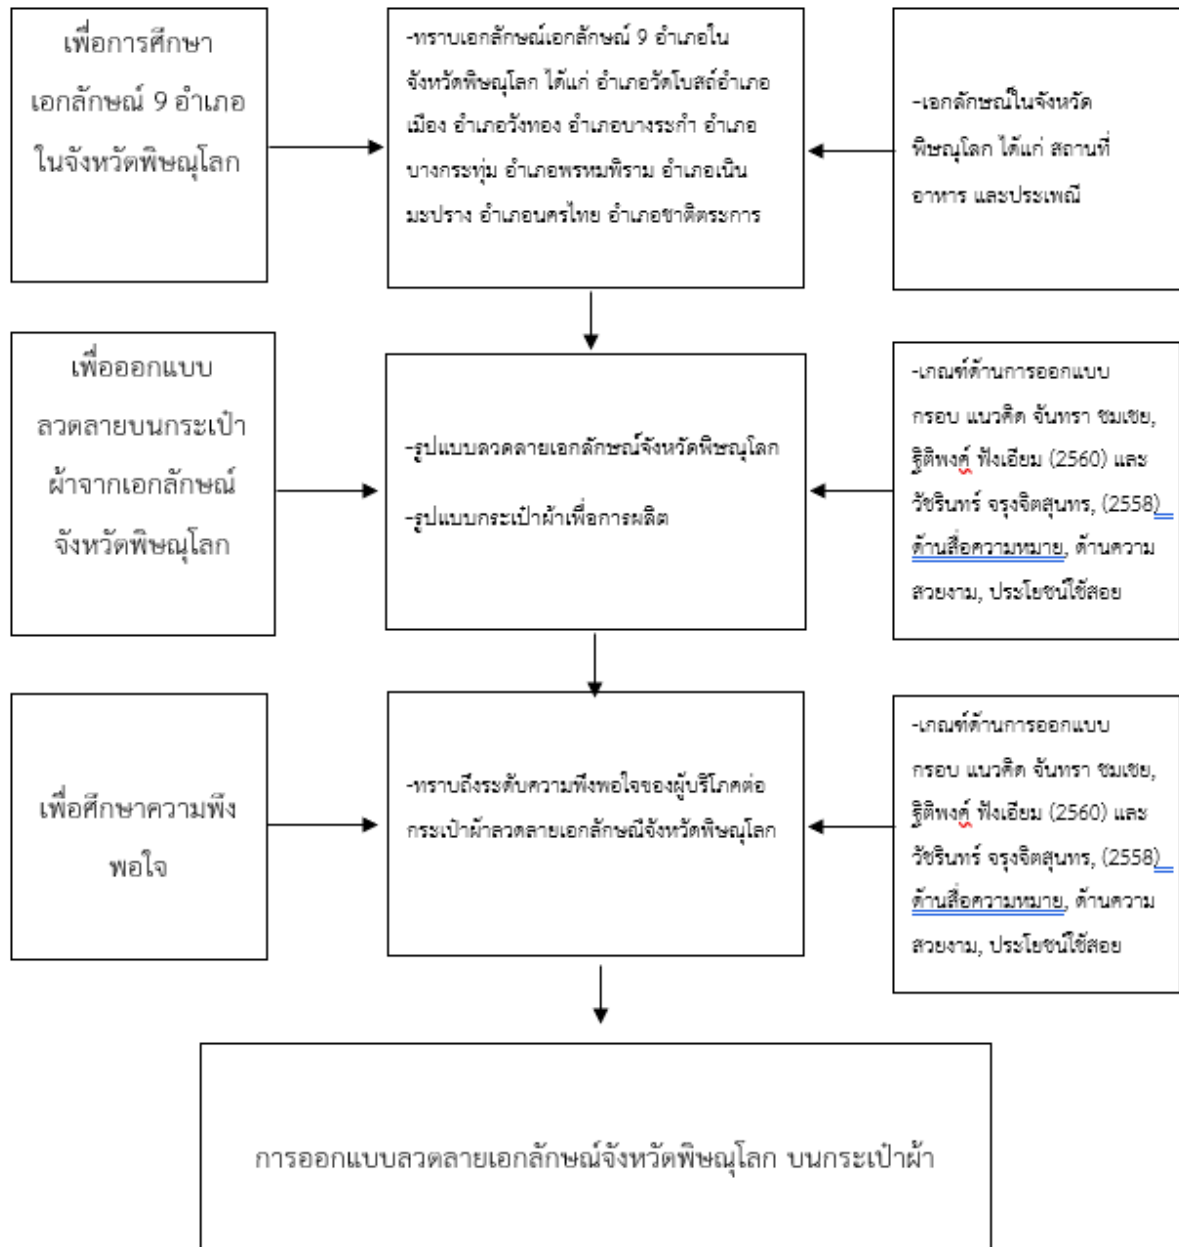 เพื่อการศึกษา
เอกลักษณ์ 9 อำเภอ
ในจังหวัดพิษณุโลก
-ทราบเอกลักษณ์เอกลักษณ์ 9 อำเภอใน
จังหวัดพิษณุโลก ได้แก่ อำเภอวัดโบสถ์อำเภอ
เมือง อำเภอวังทอง อำเภอบางระกำ อำเภอ
บางกระทุ่ม อำเภอพรหมพิราม อำเภอเนิน
มะปราง อำเภอนครไทย อำเภอชาติตระการ
-เอกลักษณ์ในจังหวัด
พิษณุโลก ได้แก่ สถานที่
อาหาร และประเพณี
เพื่อออกแบบ
ลวดลายบนกระเป๋า
ผ้าจากเอกลักษณ์
จังหวัดพิษณุโลก
-รูปแบบลวดลายเอกลักษณ์จังหวัดพิษณุโลก
-รูปแบบกระเป๋าผ้าเพื่อการผลิต
-เกณฑ์ด้านการออกแบบ
กรอบ แนวคิด จันทรา ชมเชย,
ฐิติพงค์ู ฟังเอียม (2560) และ
วัชรินทร์ จรุงจิตสุนทร, (2558)
ด้านสื่อความหมาย, ด้านความ
สวยงาม, ประโยชน์ใช้สอย
เพื่อศึกษาความพึง
พอใจ
-ทราบถึงระดับความพึงพอใจของผู้บริโภคต่อ
กระเป๋าผ้าลวดลายเอกลักษณ์จังหวัดพิษณุโลก
-เกณฑ์ด้านการออกแบบ
กรอบ แนวคิด จันทรา ชมเชย,
ฐิติพงค์ู ฟังเอียม (2560) และ
วัชรินทร์ จรุงจิตสุนทร, (2558)
ด้านสื่อความหมาย, ด้านความ
สวยงาม, ประโยชน์ใช้สอย
การออกแบบลวดลายเอกลักษณ์จังหวัดพิษณุโลก บนกระเป๋าผ้า